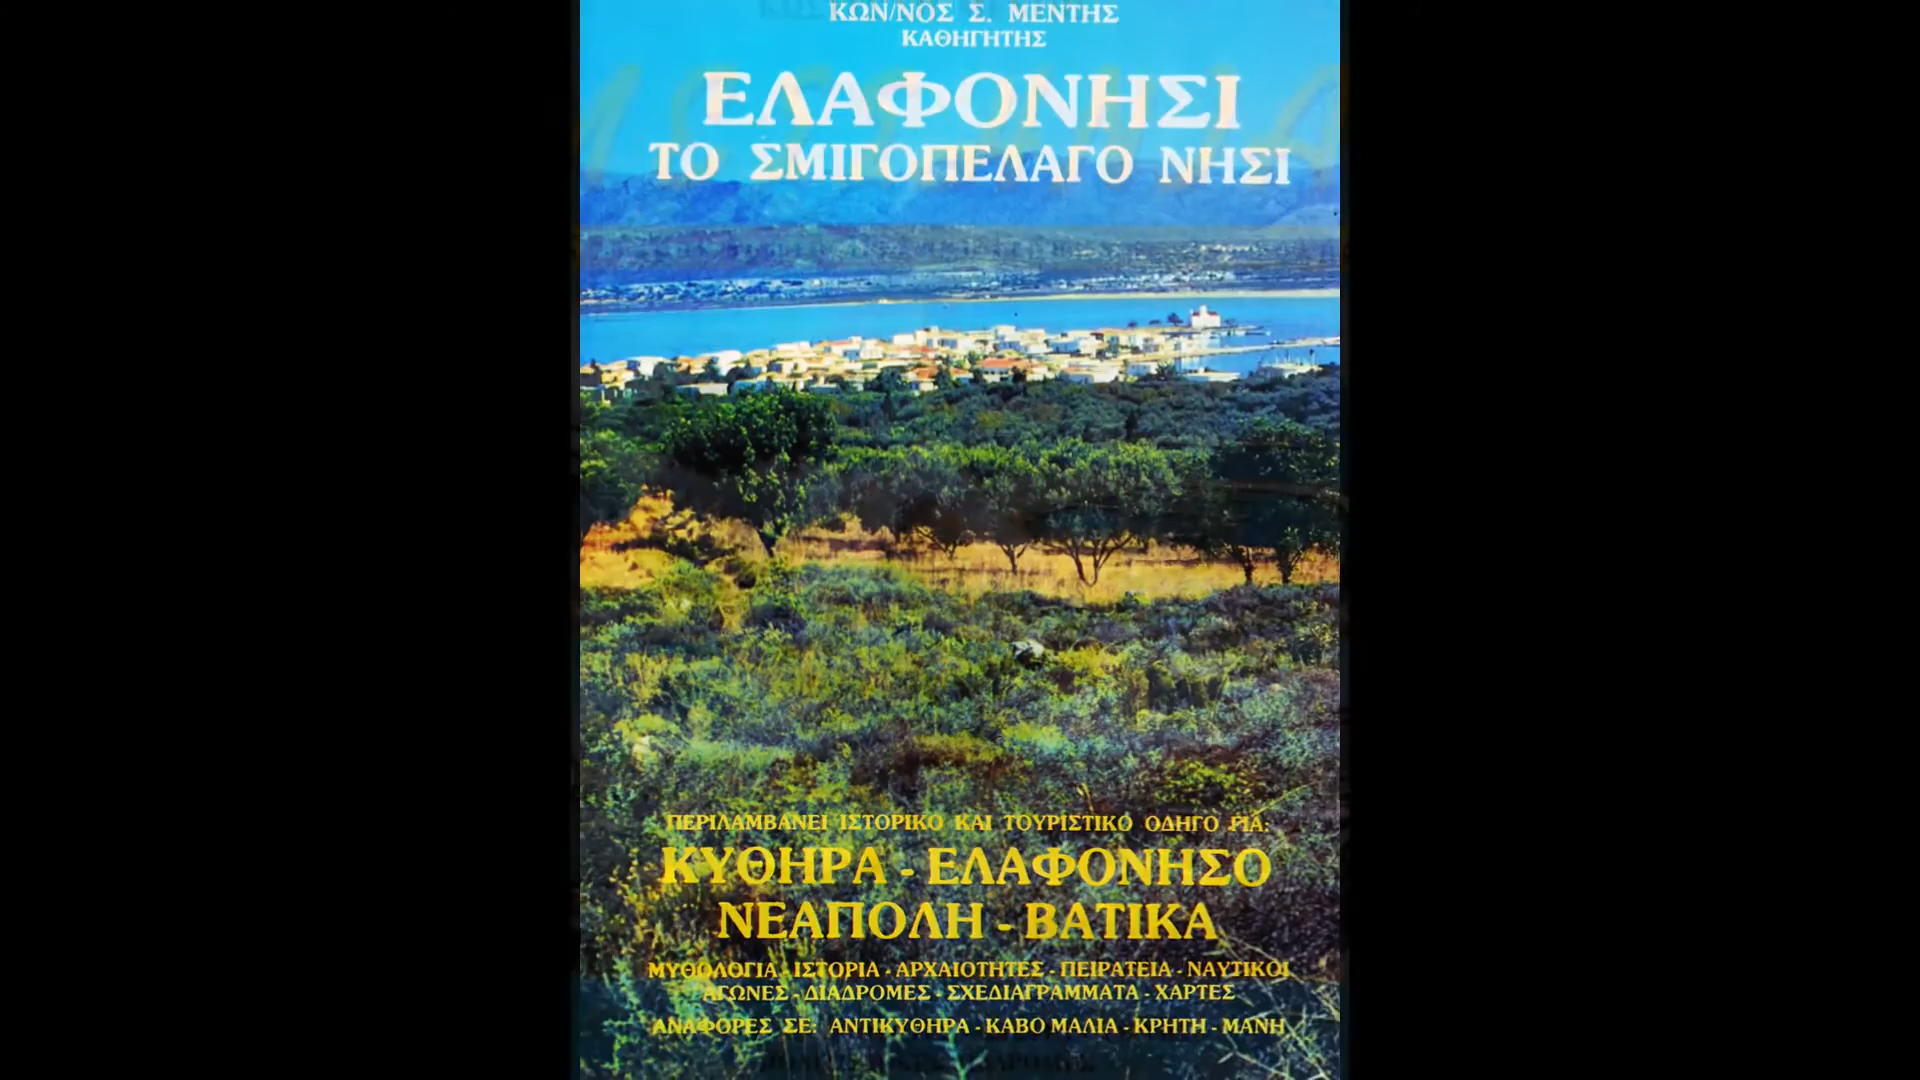 ΚΩΝ/ΝΟΣ Σ. ΜΕΝΤΗΣ
ΚΑΘΗΓΗΤΗΣ
ΕΛΑΦΟΝΗΣΙ
ΤΟ ΣΜΙΓΟΠΕΛΑΓΟ ΝΗΣΙ
ΠΕΡΙΛΑΜΒΑΝΕΙ ΙΣΤΟΡΙΚΟ ΚΑΙ ΤΟΥΡΙΣΤΙΚΟ ΟΔΗΓΟ ΓΙΑ:
ΚΥΘΗΡΑ - ΕΛΑΦΟΝΗΣΟ
ΝΕΑΠΟΛΗ - ΒΑΤΙΚΑ
ΜΥΘΟΛΟΓΙΑ - ΙΣΤΟΡΙΑ - ΑΡΧΑΙΟΤΗΤΕΣ - ΠΕΙΡΑΤΕΙΑ - ΝΑΥΤΙΚΟΙ
ΑΓΩΝΕΣ - ΔΙΑΔΡΟΜΕΣ - ΣΧΕΔΙΑΓΡΑΜΜΑΤΑ - ΧΑΡΤΕΣ
ΑΝΑΦΟΡΕΣ ΣΕ: ΑΝΤΙΚΥΘΗΡΑ - ΚΑΒΟ ΜΑΛΙΑ - ΚΡΗΤΗ - ΜΑΝΗ